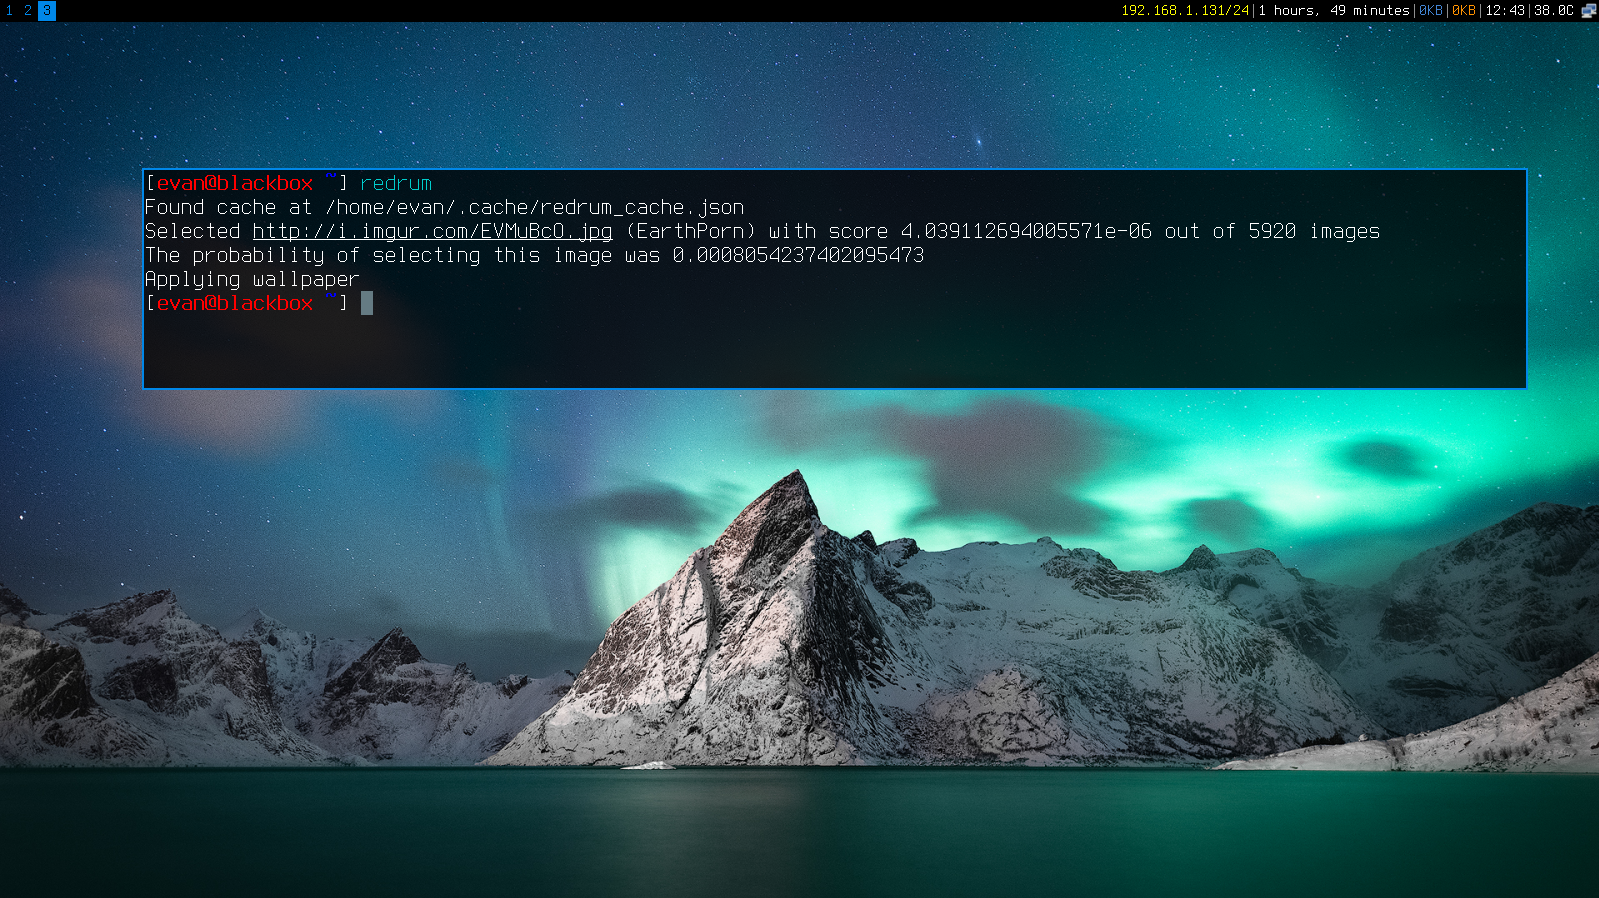 1 2 3
192.168.1.131/24|1 hours, 49 minutes|0KB|0KB|12:43|38.0C
[evan@blackbox ~] redrum
Found cache at /home/evan/.cache/redrum_cache.json
Selected http://i.imgur.com/EVMuBcO.jpg (EarthPorn) with score 4.039112694005571e-06 out of 5920 images
The probability of selecting this image was 0.0008054237402095473
Applying wallpaper
[evan@blackbox ~]